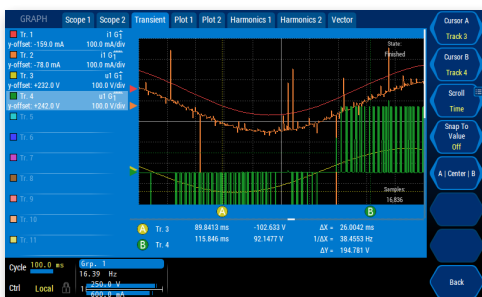 GRAPH Scope 1 Scope 2 Transient Plot 1 Plot 2 Harmonics 1 Harmonics 2 Vector
Tr. 1 i1 G1
y-offset: -159.0 mA 100.0 mA/div
Tr. 2 i1 G1
y-offset: -78.0 mA 100.0 mA/div
Tr. 3 u1 G1
y-offset: +232.0 V 100.0 V/div
Tr. 4 u1 G1
y-offset: +242.0 V 100.0 V/div
Tr. 5
Tr. 6
Tr. 7
Tr. 8
Tr. 9
Tr. 10
Tr. 11
State:
Finished
Samples:
16,836
A B
A Tr. 3 89.8413 ms -102.633 V ΔX = 26.0042 ms
B Tr. 4 115.846 ms 92.1477 V 1/ΔX = 38.4553 Hz
ΔY = 194.781 V
Cursor A
Track 3
Cursor B
Track 4
Scroll
Time
Snap To
Value
Off
A | Center | B
Back
Cycle 100.0 ms Grp. 1
16.39 Hz
Ctrl Local 1 250.0 V
600.0 mA